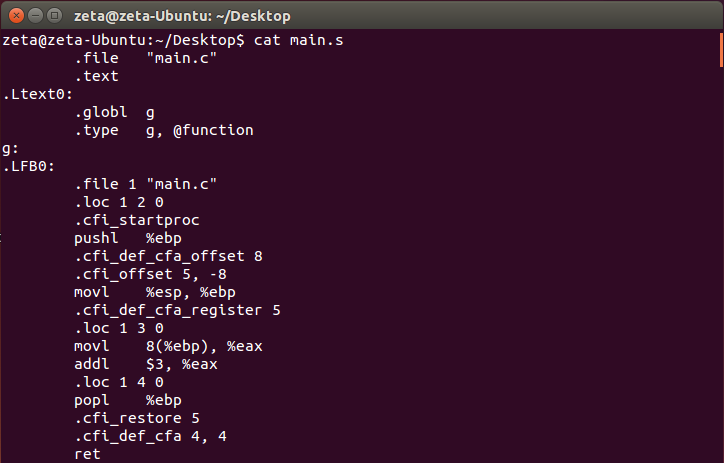 zeta@zeta-Ubuntu: ~/Desktop
zeta@zeta-Ubuntu:~/Desktop$ cat main.s
.file "main.c"
.text
.Ltext0:
.globl g
.type g, @function
g:
.LFB0:
.file 1 "main.c"
.loc 1 2 0
.cfi_startproc
pushl %ebp
.cfi_def_cfa_offset 8
.cfi_offset 5, -8
movl %esp, %ebp
.cfi_def_cfa_register 5
.loc 1 3 0
movl 8(%ebp), %eax
addl $3, %eax
.loc 1 4 0
popl %ebp
.cfi_restore 5
.cfi_def_cfa 4, 4
ret